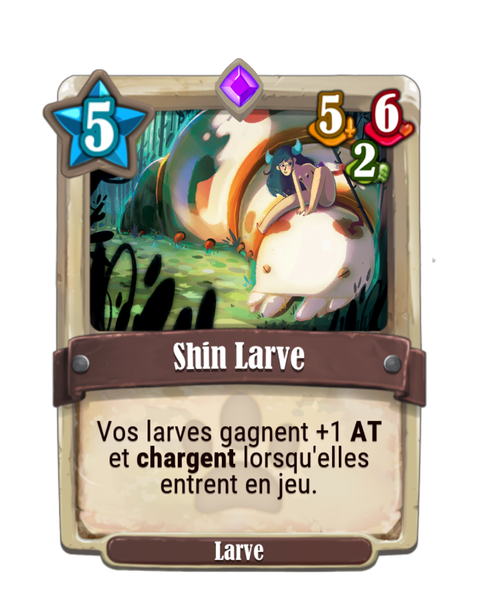 5
5
6
2
Shin Larve
Vos larves gagnent +1 AT
et chargent lorsqu'elles
entrent en jeu.
Larve